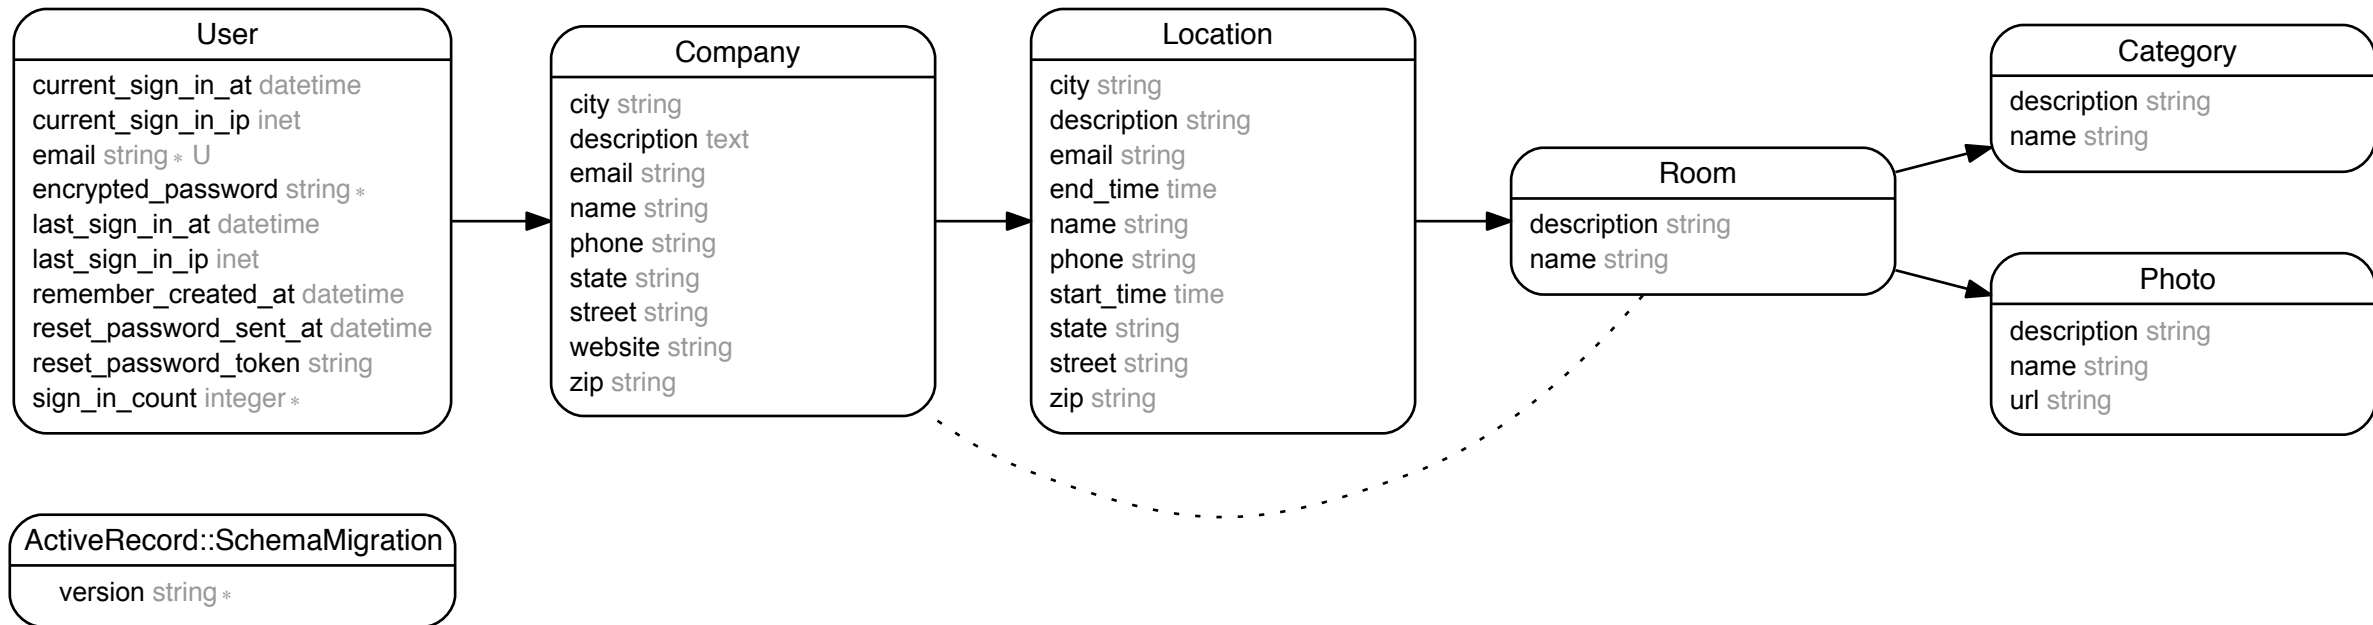 User
current_sign_in_at datetime
current_sign_in_ip inet
email string * U
encrypted_password string *
last_sign_in_at datetime
last_sign_in_ip inet
remember_created_at datetime
reset_password_sent_at datetime
reset_password_token string
sign_in_count integer *
Company
city string
description text
email string
name string
phone string
state string
street string
website string
zip string
Location
city string
description string
email string
end_time time
name string
phone string
start_time time
state string
street string
zip string
Room
description string
name string
Category
description string
name string
Photo
description string
name string
url string
ActiveRecord::SchemaMigration
version string *